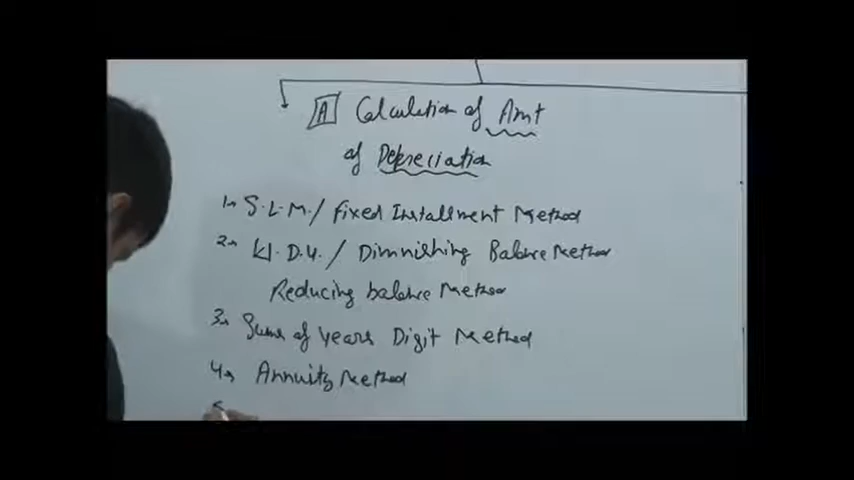 A Calculation of Amt
of Depreciation
1. S.L.M./ Fixed Installment Method
2. W.D.V./ Diminishing Balance Method
Reducing balance Method
3. Sum of years Digit Method
4. Annuity Method
5